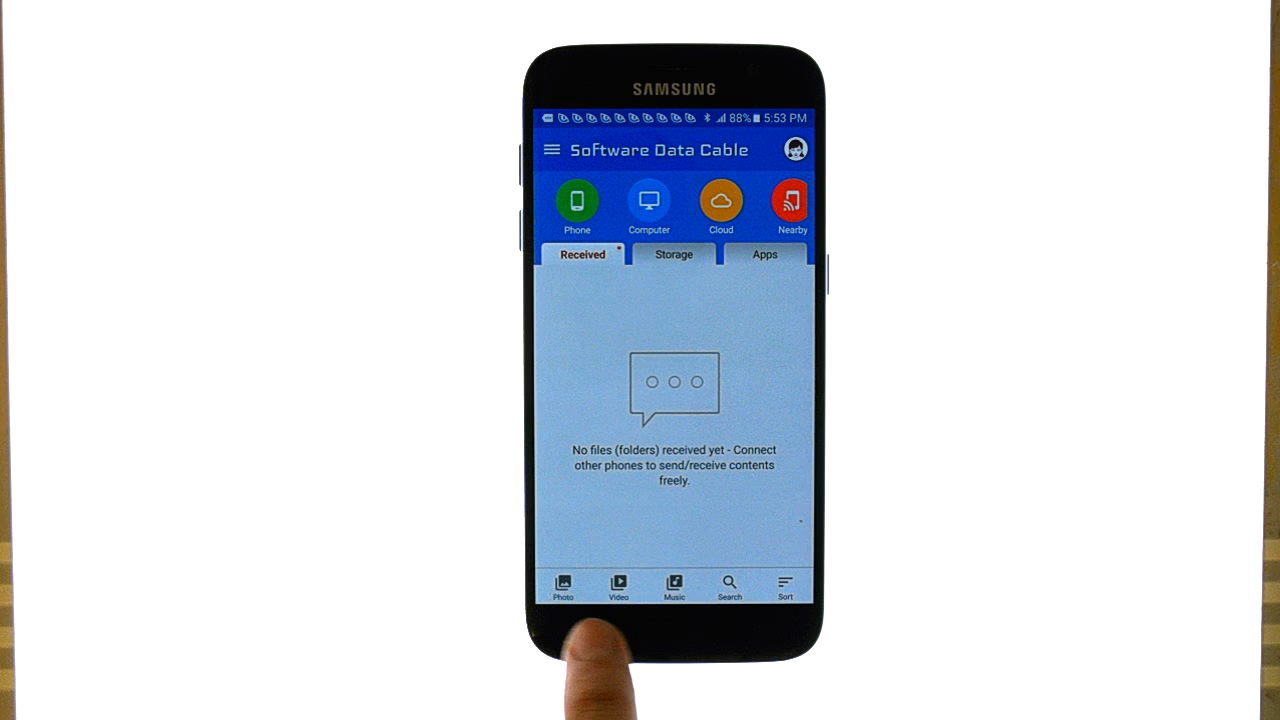 SAMSUNG
88% 5:53 PM
Software Data Cable
Phone Computer Cloud Nearby
Received Storage Apps
No files (folders) received yet - Connect
other phones to send/receive contents
freely.
Photo Video Music Search Sort